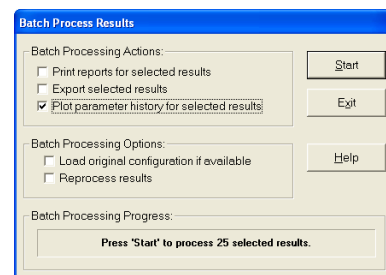 Batch Process Results
Batch Processing Actions:
Print reports for selected results
Export selected results
Plot parameter history for selected results
Start
Exit
Batch Processing Options:
Load original configuration if available
Reprocess results
Help
Batch Processing Progress:
Press 'Start' to process 25 selected results.